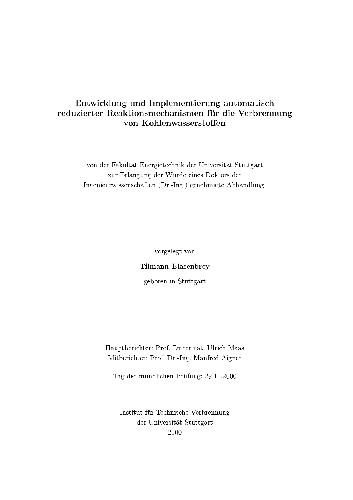 Entwicklung und Implementierung automatisch
reduzierter Reaktionsmechanismen für die Verbrennung
von Kohlenwasserstoffen
von der Fakultät Energietechnik der Universität Stuttgart
zur Erlangung der Würde eines Doktors der
Ingenieurwissenschaften (Dr.-Ing.) genehmigte Abhandlung
vorgelegt von
Tilmann Blasenbrey
geboren in Stuttgart
Hauptberichter: Prof. Dr. rer. nat. Ulrich Maas
Mitberichter: Prof. Dr.-Ing. Manfred Aigner
Tag der mündlichen Prüfung:
Institut für Technische Verbrennung
der Universität Stuttgart
2000